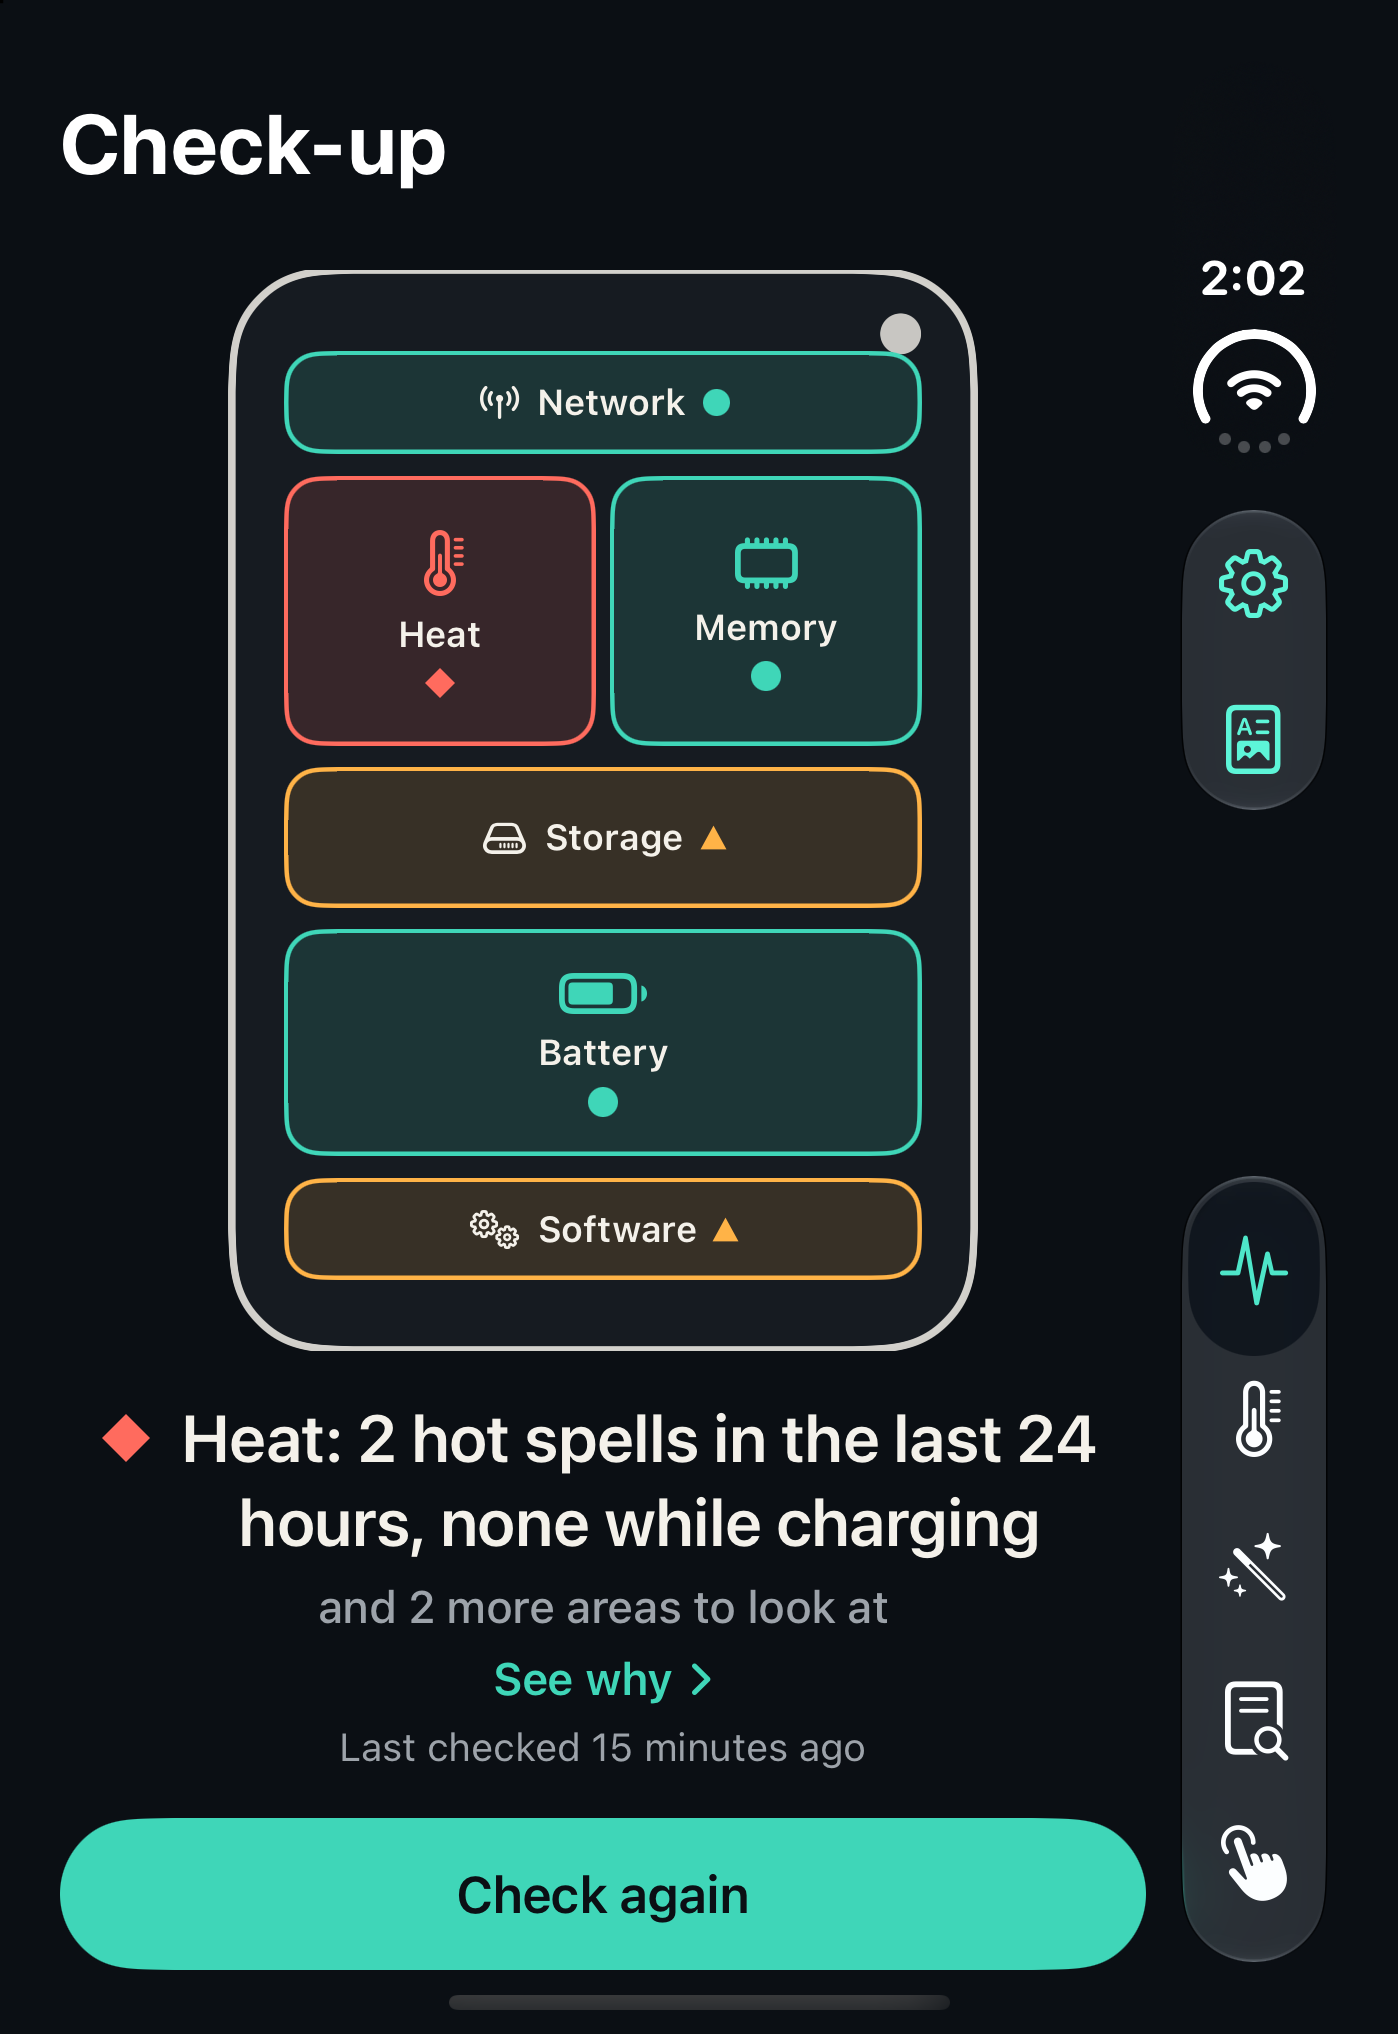 Check-up
2:02
Network
Heat
Memory
Storage
Battery
Software
Heat: 2 hot spells in the last 24
hours, none while charging
and 2 more areas to look at
See why
Last checked 15 minutes ago
Check again